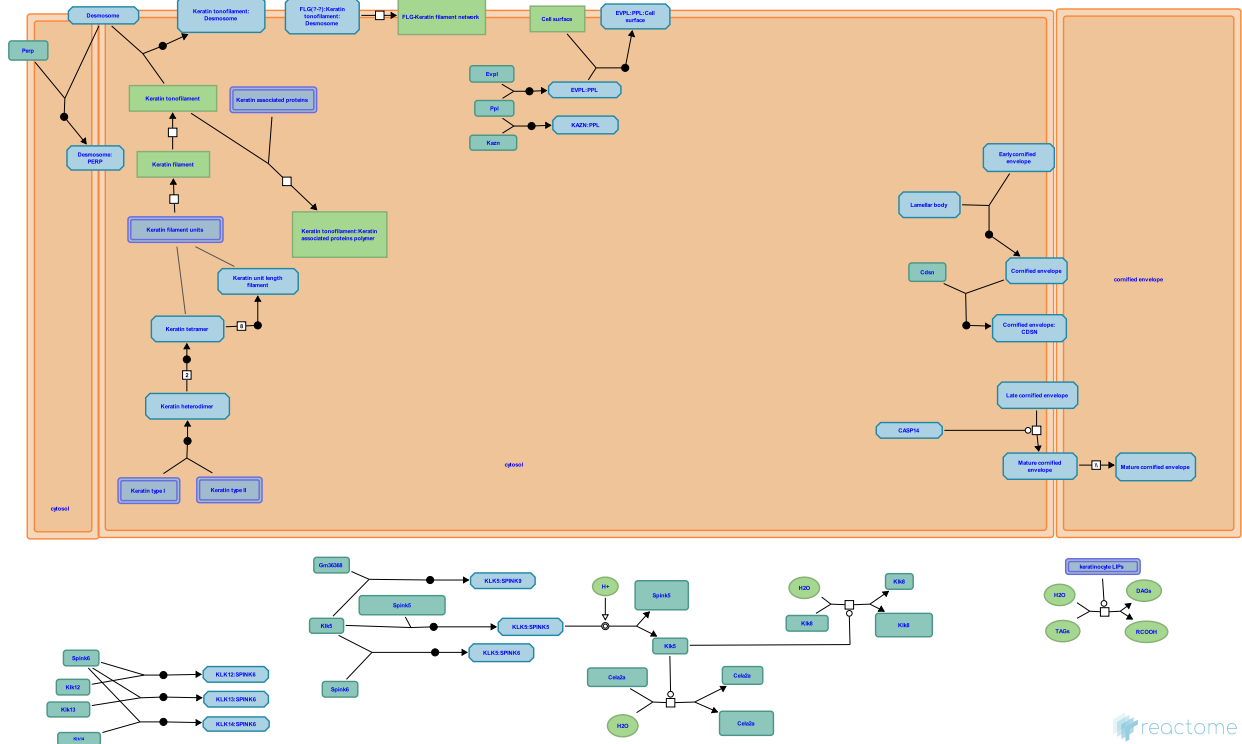 Desmosome
Keratin tonofilament:
Desmosome
FLG(?-?):Keratin
tonofilament:
Desmosome
FLG-Keratin filament network
Cell surface
EVPL:PPL:Cell
surface
Perp
Evpl
EVPL:PPL
Ppl
KAZN:PPL
Kazn
Keratin tonofilament
Keratin associated proteins
Desmosome:
PERP
Keratin filament
Early cornified
envelope
Lamellar body
Keratin filament units
Keratin tonofilament:Keratin
associated proteins polymer
Keratin unit length
filament
Cdsn
Cornified envelope
cornified envelope
Keratin tetramer
8
Cornified envelope:
CDSN
2
Keratin heterodimer
Late cornified envelope
CASP14
cytosol
Mature cornified
envelope
Mature cornified envelope
Keratin type I
Keratin type II
cytosol
Gm36368
KLK5:SPINK9
H+
Spink5
H2O
Klk8
keratinocyte LIPs
H2O
DAGs
Spink5
Klk5
KLK5:SPINK5
Klk8
Klk8
TAGs
RCOOH
Klk5
KLK5:SPINK6
Spink6
Spink6
KLK12:SPINK6
Klk12
KLK13:SPINK6
Klk13
KLK14:SPINK6
Cela2a
Cela2a
H2O
Cela2a
reactome